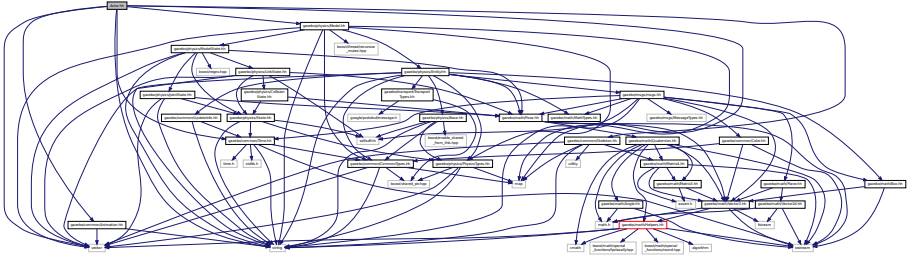 Actor.hh
gazebo/physics/Model.hh
gazebo/physics/ModelState.hh
boost/thread/recursive
_mutex.hpp
boost/regex.hpp
gazebo/physics/LinkState.hh
gazebo/physics/Entity.hh
gazebo/physics/JointState.hh
gazebo/physics/Collision
State.hh
gazebo/transport/Transport
Types.hh
gazebo/msgs/msgs.hh
gazebo/common/UpdateInfo.hh
gazebo/physics/State.hh
google/protobuf/message.h
gazebo/physics/Base.hh
gazebo/math/Pose.hh
gazebo/math/MathTypes.hh
gazebo/msgs/MessageTypes.hh
gazebo/common/Time.hh
sdf/sdf.hh
boost/enable_shared
_from_this.hpp
gazebo/math/Quaternion.hh
gazebo/common/Color.hh
time.h
stdlib.h
gazebo/common/CommonTypes.hh
gazebo/physics/PhysicsTypes.hh
utility
gazebo/math/Matrix4.hh
boost/shared_ptr.hpp
map
gazebo/math/Matrix3.hh
gazebo/math/Plane.hh
gazebo/math/Box.hh
gazebo/math/Angle.hh
assert.h
gazebo/math/Vector3.hh
gazebo/math/Vector2d.hh
gazebo/common/Animation.hh
math.h
gazebo/math/Helpers.hh
fstream
vector
string
cmath
boost/math/special
_functions/fpclassify.hpp
boost/math/special
_functions/round.hpp
algorithm
iostream